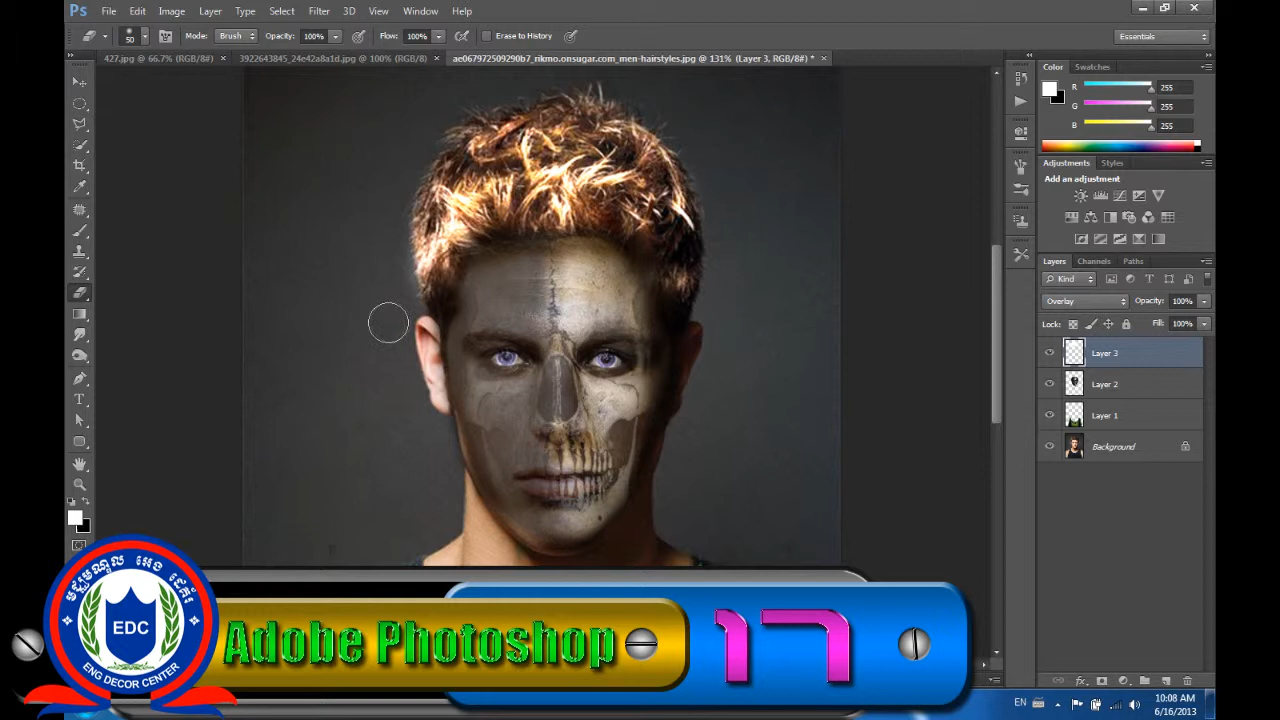 Ps File Edit Image Layer Type Select Filter 3D View Window Help
50 Mode: Brush Opacity: 100% Flow: 100% Erase to History Essentials
427.jpg @ 66.7% (RGB/8#) × 3922643845_24e42a8a1d.jpg @ 100% (RGB/8) × ae067972509290b7_rikmo.onsugar.com_men-hairstyles.jpg @ 131% (Layer 3, RGB/8#) * ×
Color Swatches
R 255
G 255
B 255
Adjustments Styles
Add an adjustment
Layers Channels Paths
Kind
Overlay Opacity: 100%
Lock: Fill: 100%
Layer 3
Layer 2
Layer 1
Background
EDC
ENG DECOR CENTER
Adobe Photoshop
១៧
EN 10:08 AM
6/16/2013